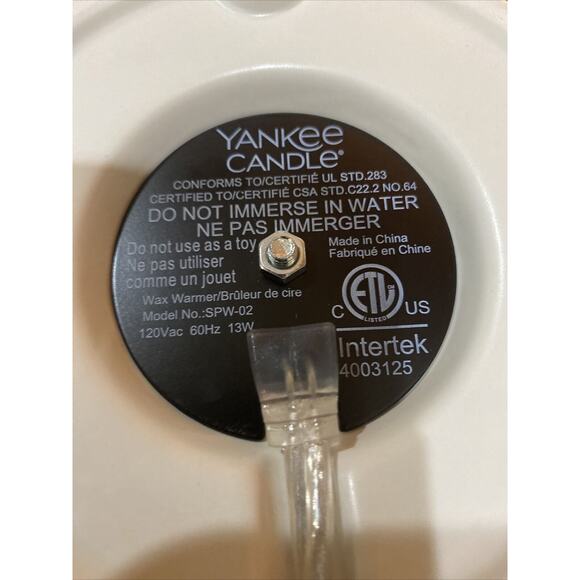 YANKEE
CANDLE®
CONFORMS TO/CERTIFIÉ UL STD.283
CERTIFIED TO/CERTIFIÉ CSA STD.C22.2 NO.64
DO NOT IMMERSE IN WATER
NE PAS IMMERGER
Do not use as a toy
Ne pas utiliser
comme un jouet
Wax Warmer/Brûleur de cire
Model No.:SPW-02
120Vac 60Hz 13W
Made in China
Fabriqué en Chine
C ETL US
TM
LISTED
Intertek
4003125